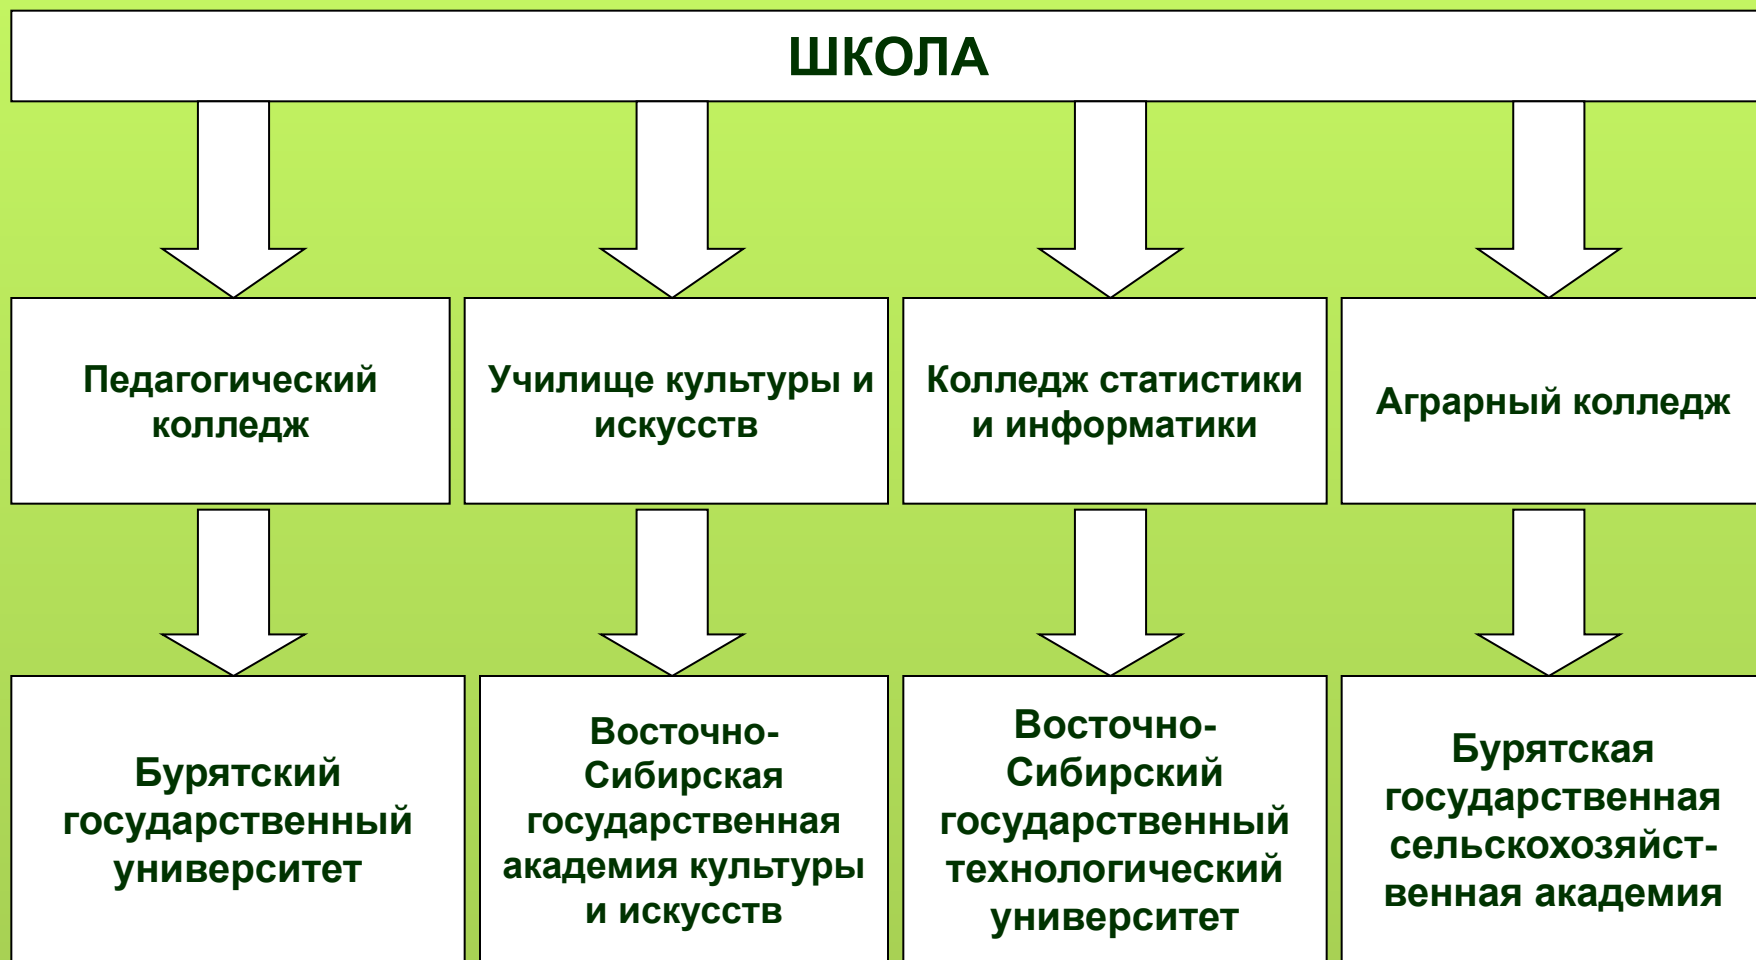 ШКОЛА
Педагогический
колледж
Училище культуры и
искусств
Колледж статистики
и информатики
Аграрный колледж
Бурятский
государственный
университет
Восточно-
Сибирская
государственная
академия культуры
и искусств
Восточно-
Сибирский
государственный
технологический
университет
Бурятская
государственная
сельскохозяйст-
венная академия